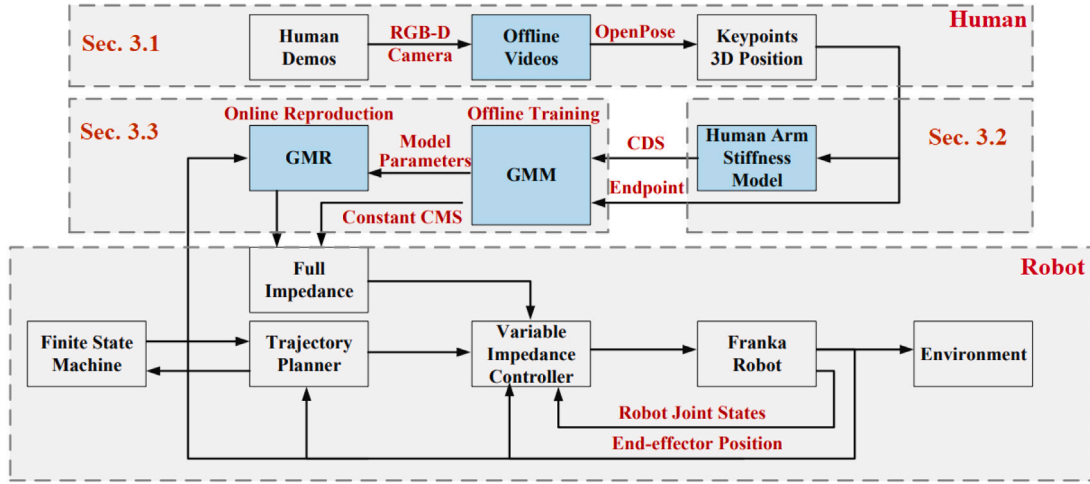 Human
Sec. 3.1
Human
Demos
RGB-D
Camera
Offline
Videos
OpenPose
Keypoints
3D Position
Sec. 3.3
Online Reproduction
GMR
Model
Parameters
Offline Training
GMM
CDS
Endpoint
Human Arm
Stiffness
Model
Sec. 3.2
Constant CMS
Robot
Full
Impedance
Finite State
Machine
Trajectory
Planner
Variable
Impedance
Controller
Franka
Robot
Environment
Robot Joint States
End-effector Position